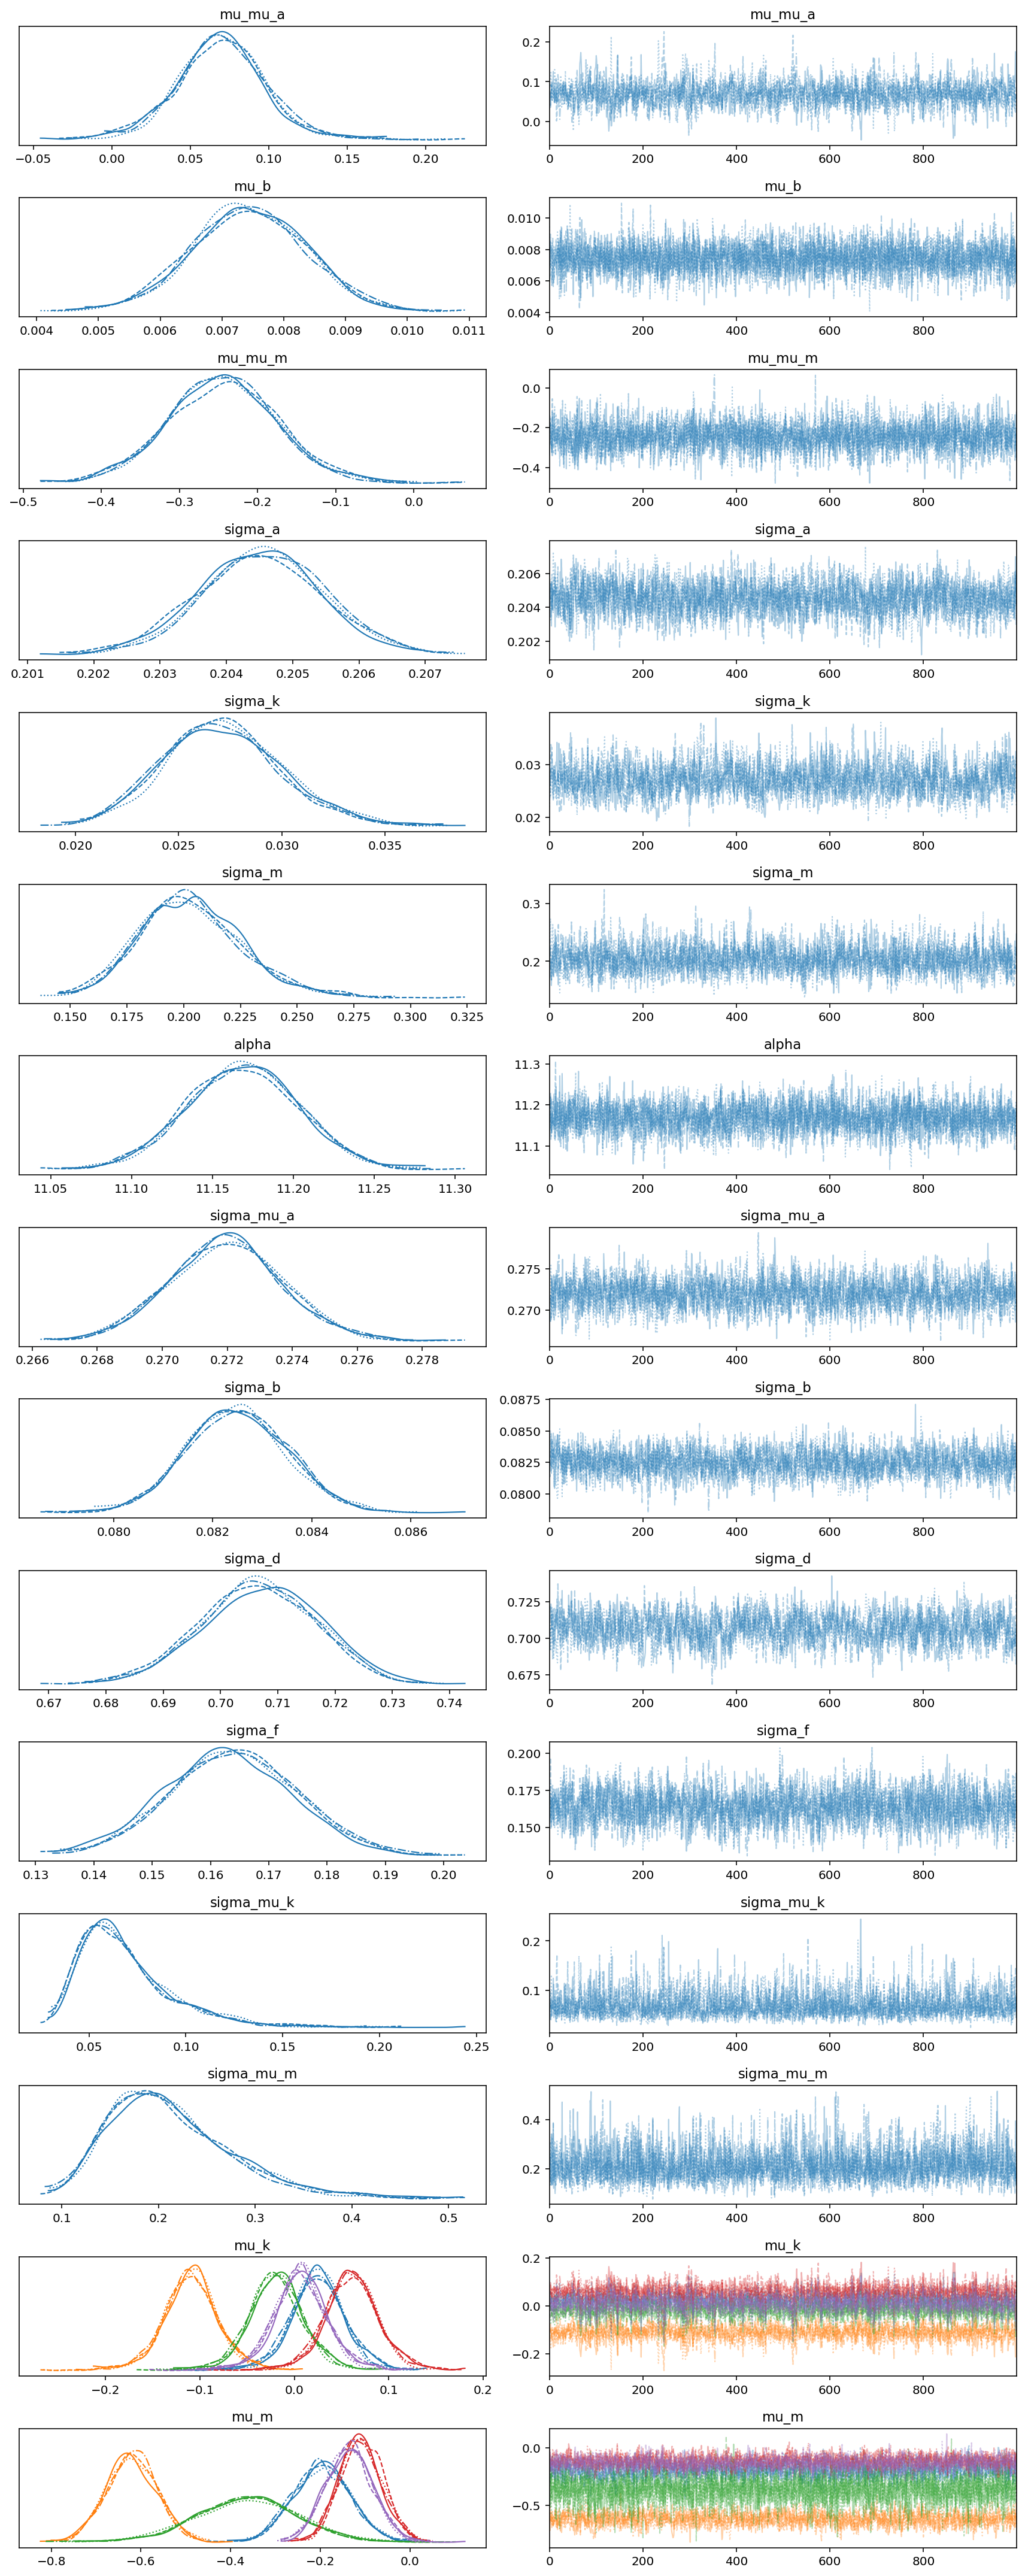 mu_mu_a mu_mu_a
0.2
0.1
0.0
−0.05 0.00 0.05 0.10 0.15 0.20 0 200 400 600 800
mu_b mu_b
0.010
0.008
0.006
0.004
0.004 0.005 0.006 0.007 0.008 0.009 0.010 0.011 0 200 400 600 800
mu_mu_m mu_mu_m
0.0
−0.2
−0.4
−0.5 −0.4 −0.3 −0.2 −0.1 0.0 0 200 400 600 800
sigma_a sigma_a
0.206
0.204
0.202
0.201 0.202 0.203 0.204 0.205 0.206 0.207 0 200 400 600 800
sigma_k sigma_k
0.03
0.02
0.020 0.025 0.030 0.035 0 200 400 600 800
sigma_m sigma_m
0.3
0.2
0.150 0.175 0.200 0.225 0.250 0.275 0.300 0.325 0 200 400 600 800
alpha alpha
11.3
11.2
11.1
11.05 11.10 11.15 11.20 11.25 11.30 0 200 400 600 800
sigma_mu_a sigma_mu_a
0.275
0.270
0.266 0.268 0.270 0.272 0.274 0.276 0.278 0 200 400 600 800
sigma_b sigma_b
0.0875
0.0850
0.0825
0.0800
0.080 0.082 0.084 0.086 0 200 400 600 800
sigma_d sigma_d
0.725
0.700
0.675
0.67 0.68 0.69 0.70 0.71 0.72 0.73 0.74 0 200 400 600 800
sigma_f sigma_f
0.200
0.175
0.150
0.13 0.14 0.15 0.16 0.17 0.18 0.19 0.20 0 200 400 600 800
sigma_mu_k sigma_mu_k
0.2
0.1
0.05 0.10 0.15 0.20 0.25 0 200 400 600 800
sigma_mu_m sigma_mu_m
0.4
0.2
0.1 0.2 0.3 0.4 0.5 0 200 400 600 800
mu_k mu_k
0.2
0.0
−0.2
−0.2 −0.1 0.0 0.1 0.2 0 200 400 600 800
mu_m mu_m
0.0
−0.5
−0.8 −0.6 −0.4 −0.2 0.0 0 200 400 600 800